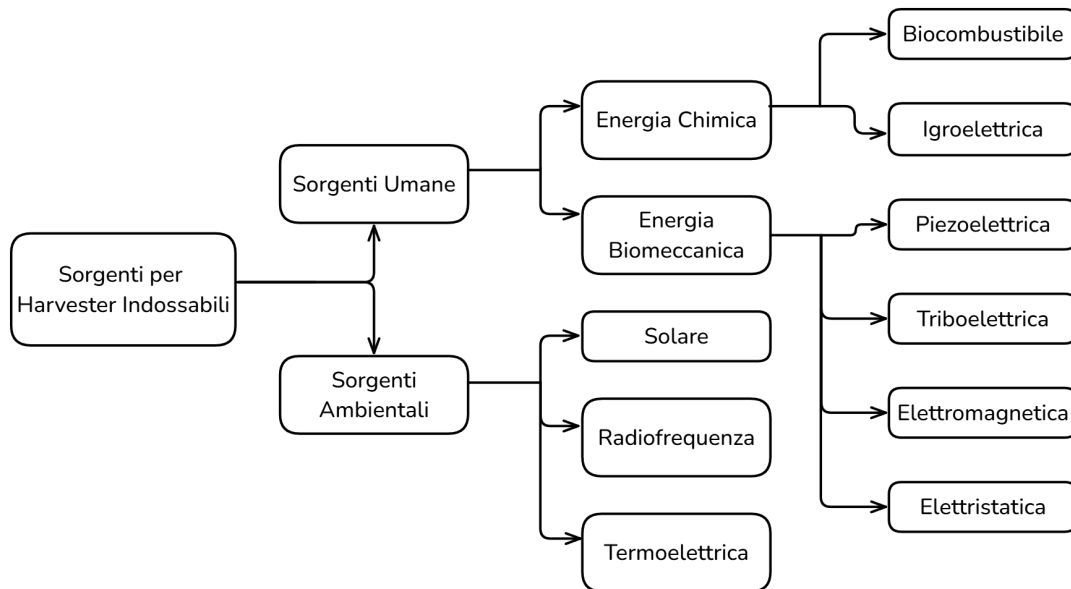 Sorgenti per
Harvester Indossabili
Sorgenti Umane
Sorgenti
Ambientali
Energia Chimica
Energia
Biomeccanica
Solare
Radiofrequenza
Termoelettrica
Biocombustibile
Igroelettrica
Piezoelettrica
Triboelettrica
Elettromagnetica
Elettristatica